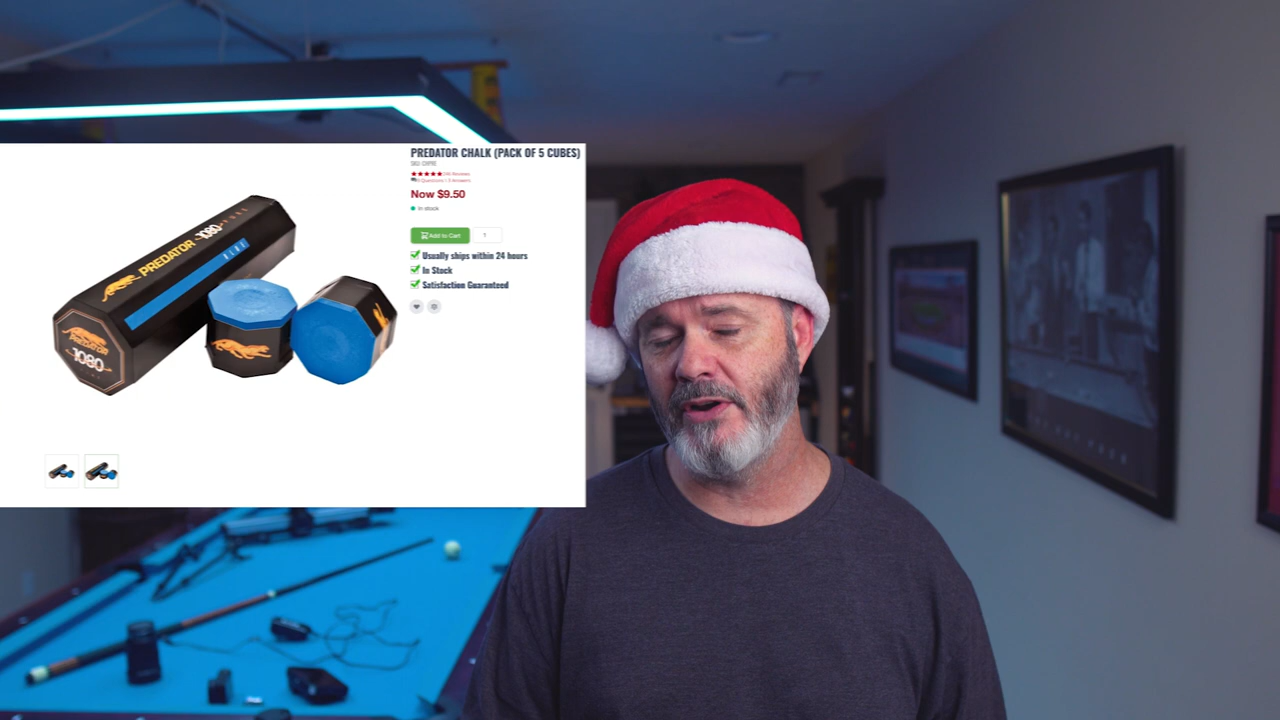 PREDATOR CHALK (PACK OF 5 CUBES)
Now $9.50
In stock
Add to Cart
1
Usually ships within 24 hours
In Stock
Satisfaction Guaranteed
PREDATOR 1080
PREDATOR
1080